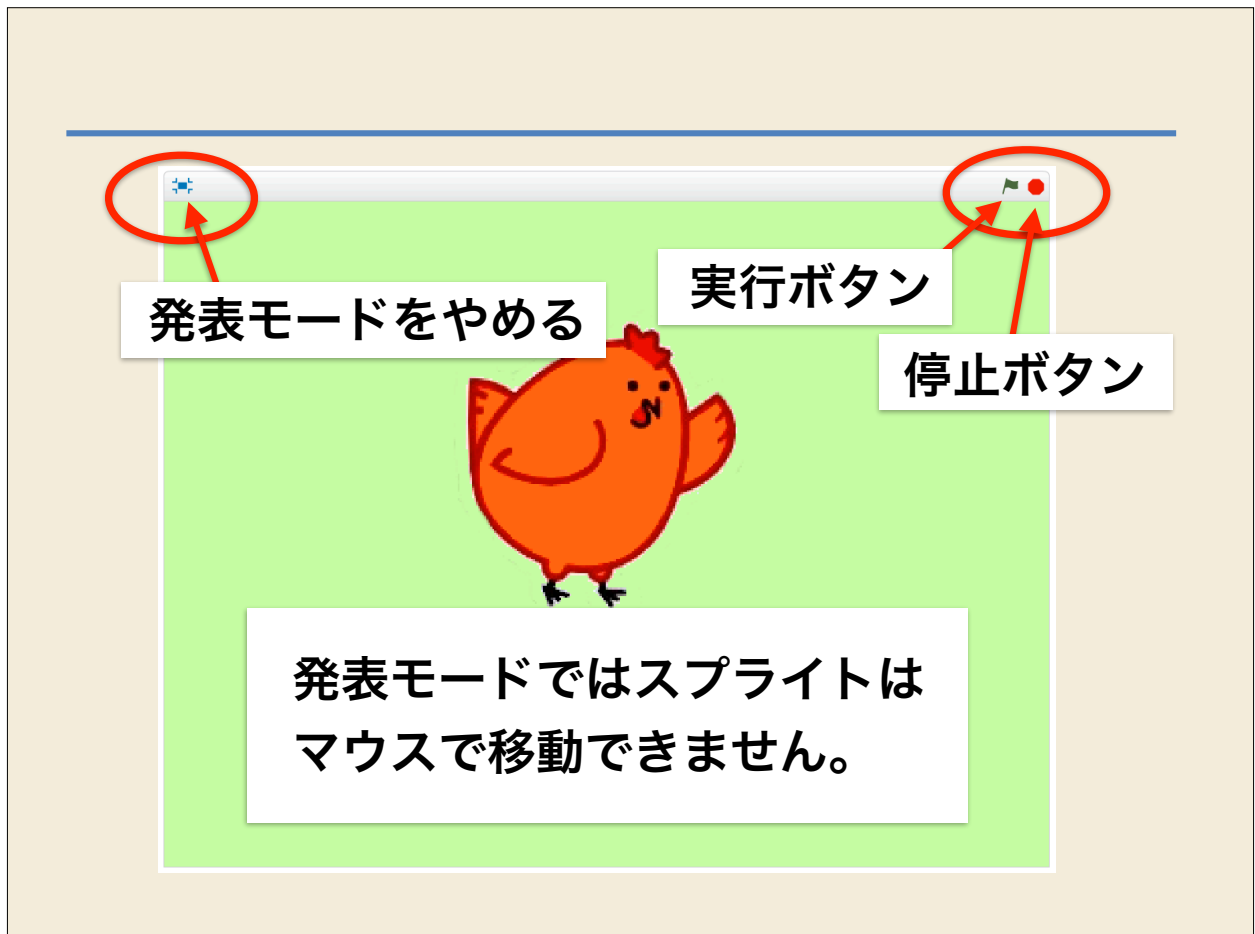 発表モードをやめる
実行ボタン
停止ボタン
発表モードではスプライトは
マウスで移動できません。